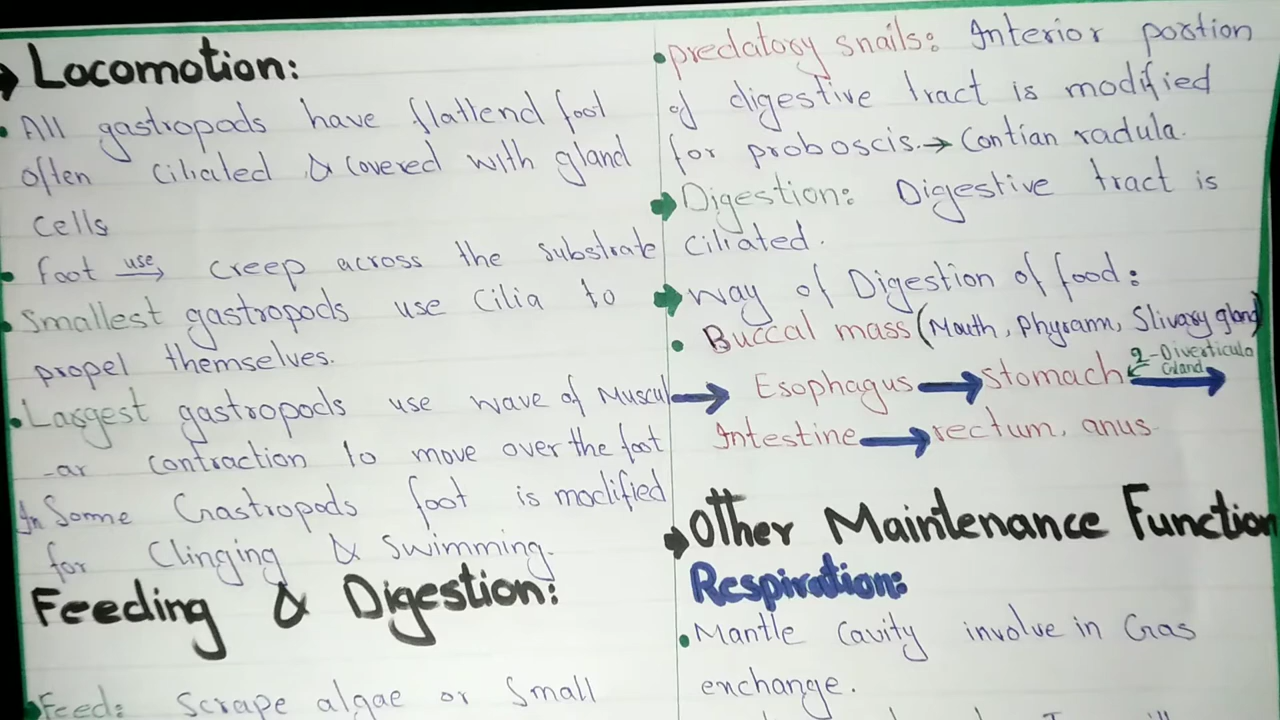 Locomotion:
All gastropods have flattend foot
often ciliated & covered with gland
cells
foot use → creep across the substrate
Smallest gastropods use cilia to
propel themselves.
Largest gastropods use wave of Muscul
-ar contraction to move over the foot
In Some Gastropods foot is modified
for Clinging & Swimming.
Feeding & Digestion:
Feed: Scrape algae or Small
predatory snails: Interior portion
of digestive tract is modified
for proboscis. → Contian radula.
Digestion: Digestive tract is
ciliated.
way of Digestion of food:
Buccal mass (Mouth, Phyrann, Slivary gland)
→ Esophagus → Stomach 2-Diverticula Gland →
Intestine → rectum, anus
→ Other Maintenance Function
Respiration:
Mantle Cavity involve in Gas
exchange.